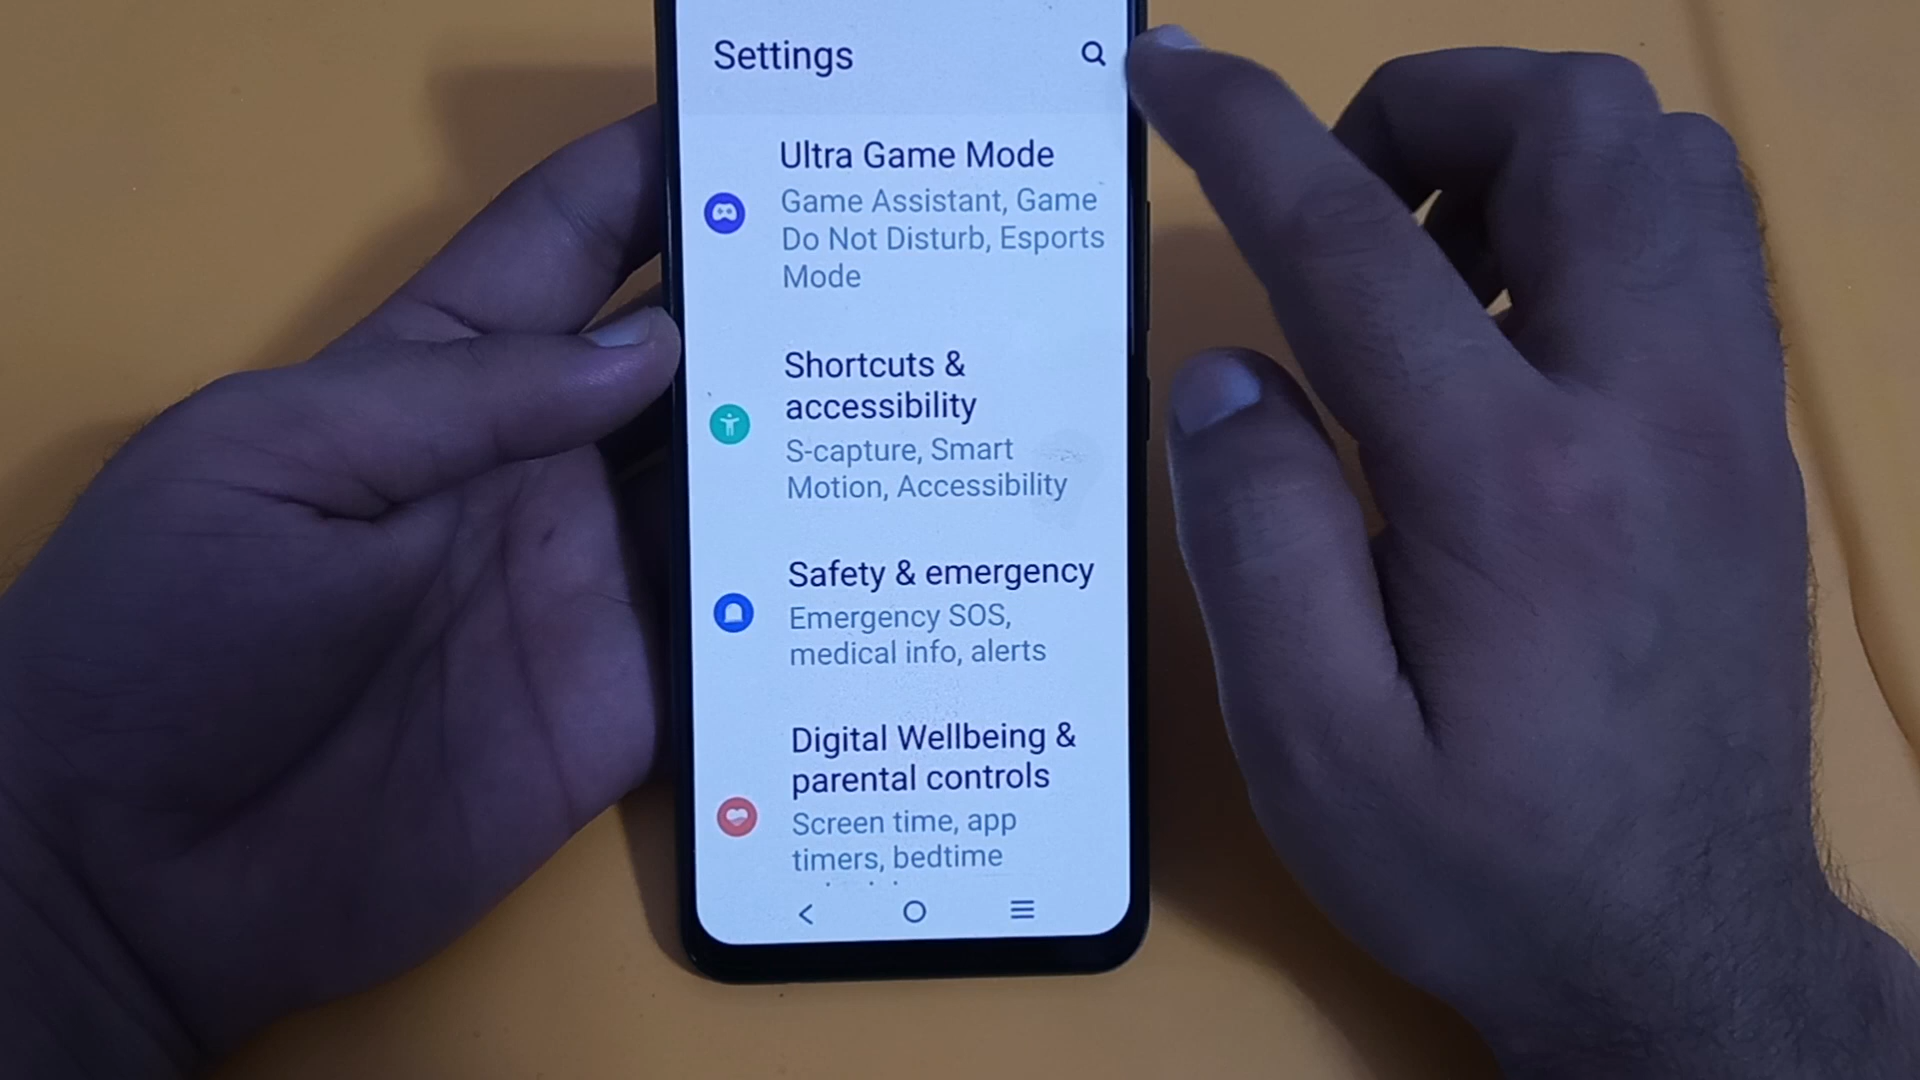 Settings
Ultra Game Mode
Game Assistant, Game
Do Not Disturb, Esports
Mode
Shortcuts &
accessibility
S-capture, Smart
Motion, Accessibility
Safety & emergency
Emergency SOS,
medical info, alerts
Digital Wellbeing &
parental controls
Screen time, app
timers, bedtime